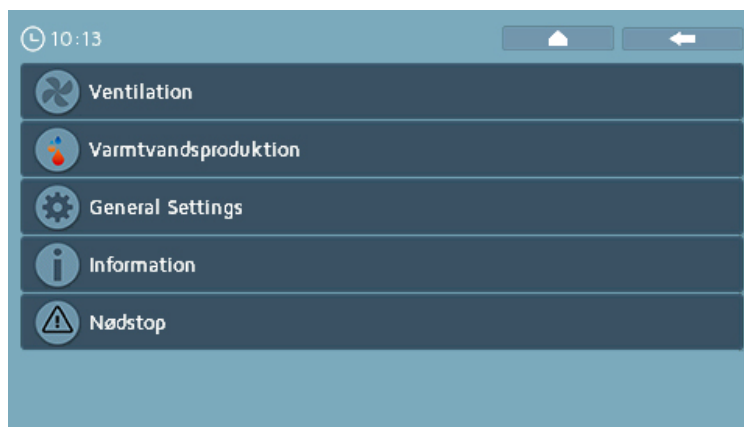 10:13
Ventilation
Varmtvandsproduktion
General Settings
Information
Nødstop